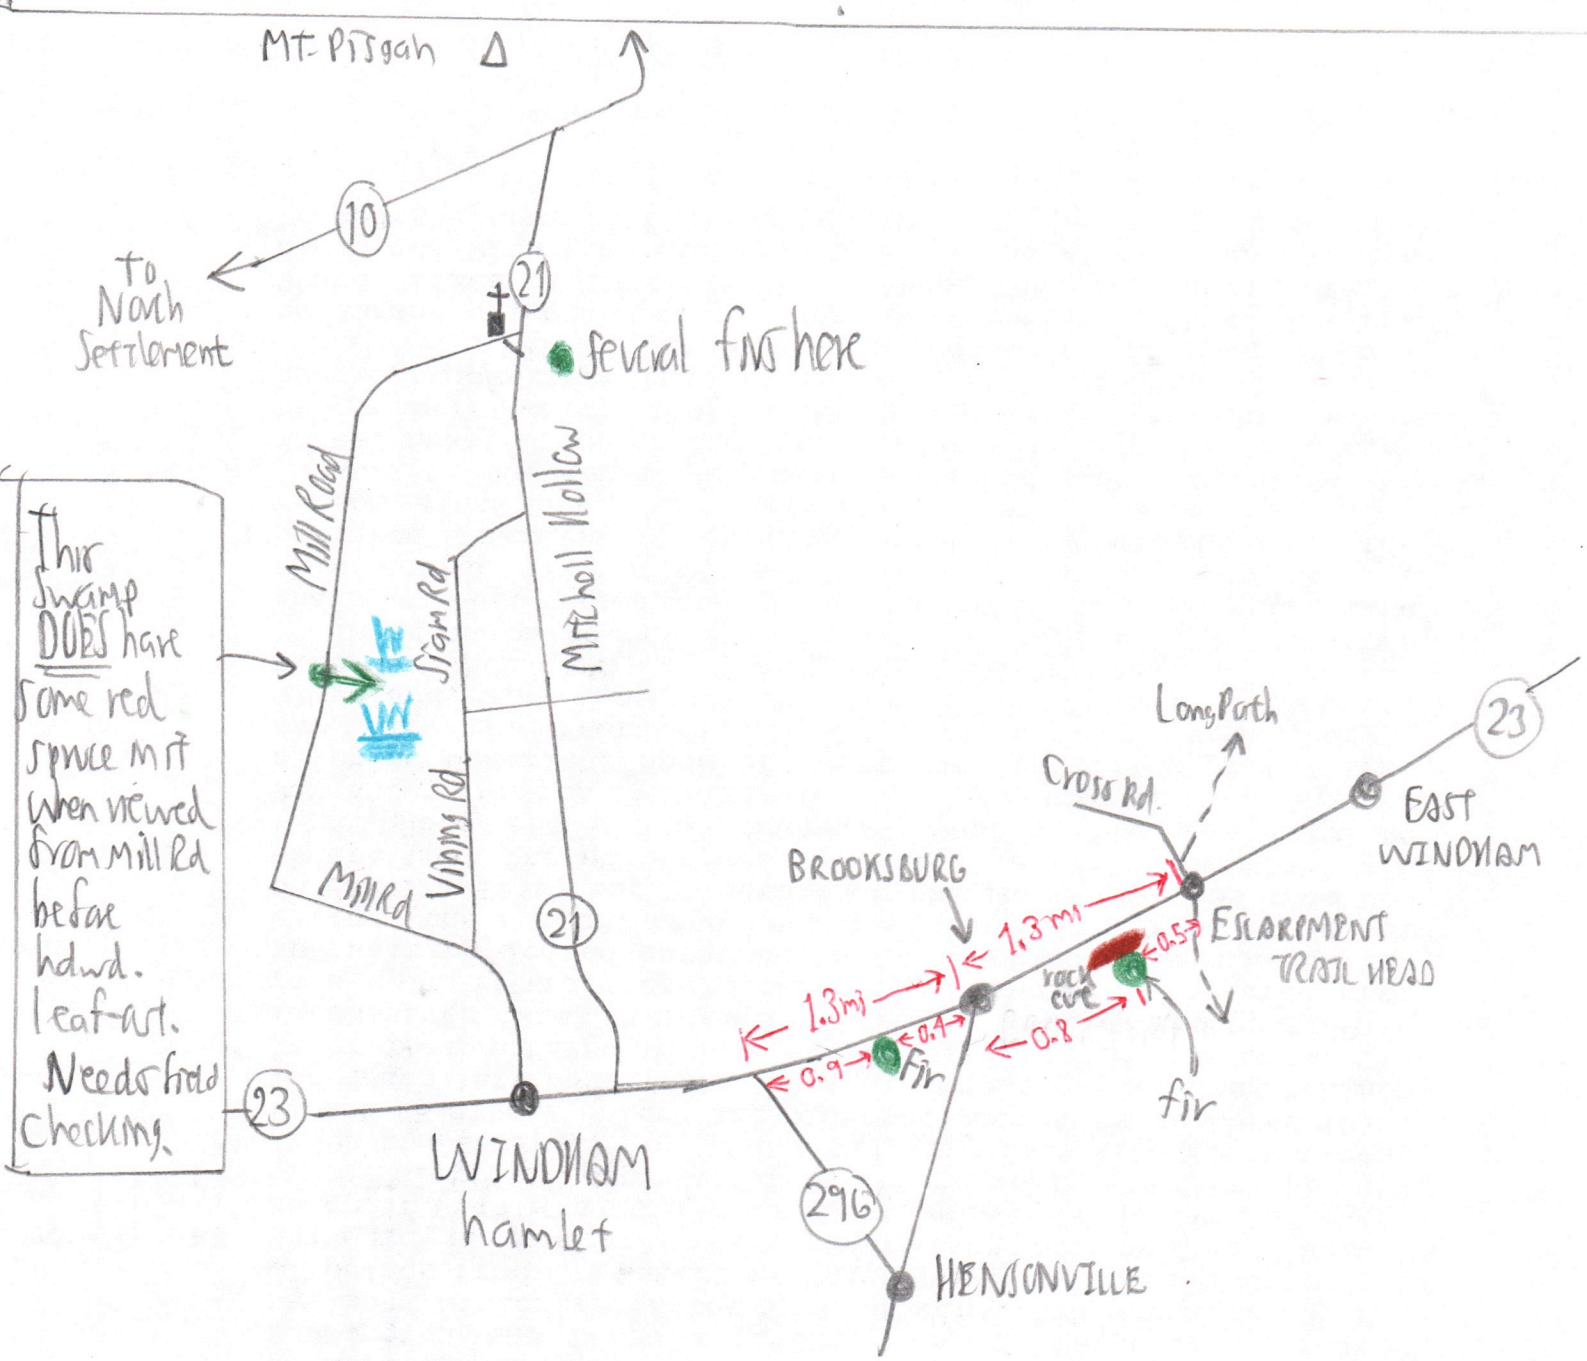 Mt. Pisgah
10
To
North
Settlement
21
Several firs here
Mill Road
Mitchell Hollow
This
swamp
DOES have
some red
spruce in it
when viewed
from Mill Rd
before
hdwd.
leaf-out.
Needs field
checking.
W
VW
Vining Rd
Mill Rd
21
Long Path
23
Cross Rd.
EAST
WINDHAM
BROOKSBURG
1.3 mi
ESCARPMENT
TRAIL HEAD
0.5
rock
cut
1.3 mi
0.4
0.8
0.9
Fir
fir
23
WINDHAM
hamlet
296
HENSONVILLE